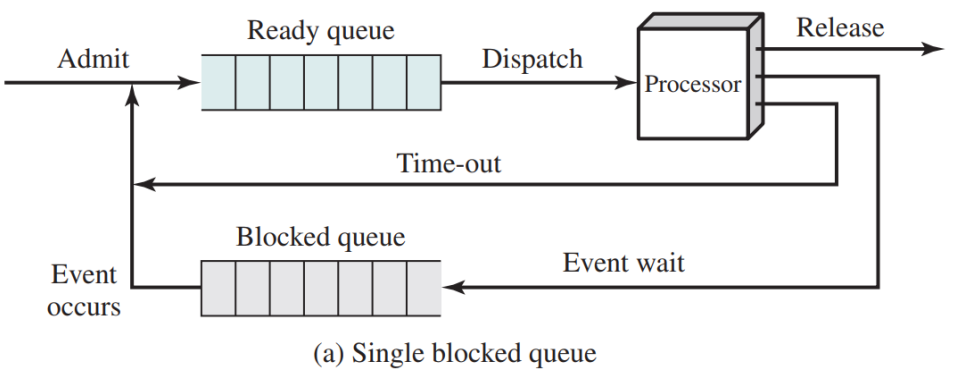 Release
Ready queue
Admit
Dispatch
Processor
Time-out
Blocked queue
Event wait
Event
occurs
(a) Single blocked queue